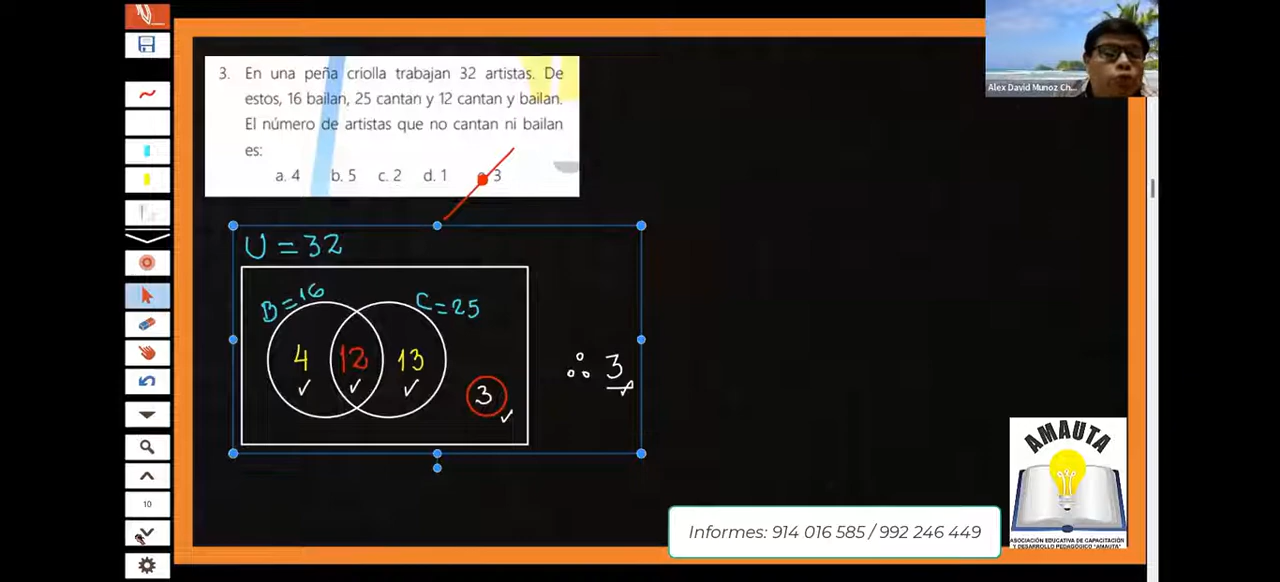 Alex David Munoz Ch...
3. En una peña criolla trabajan 32 artistas. De
estos, 16 bailan, 25 cantan y 12 cantan y bailan.
El número de artistas que no cantan ni bailan
es:
a. 4 b. 5 c. 2 d. 1 3
U = 32
B = 16 C = 25
4 12 13
3
∴ 3
10
AMAUTA
Informes: 914 016 585 / 992 246 449
ASOCIACIÓN EDUCATIVA DE CAPACITACIÓN
Y DESARROLLO PEDAGÓGICO "AMAUTA"